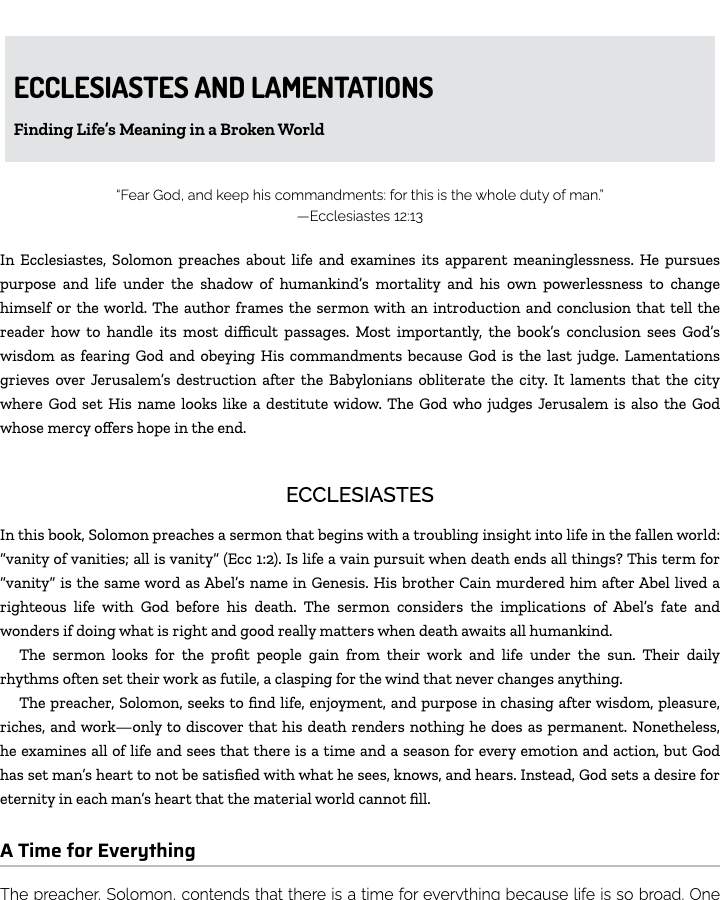 ECCLESIASTES AND LAMENTATIONS
Finding Life's Meaning in a Broken World
“Fear God, and keep his commandments: for this is the whole duty of man.”
—Ecclesiastes 12:13
In Ecclesiastes, Solomon preaches about life and examines its apparent meaninglessness. He pursues
purpose and life under the shadow of humankind's mortality and his own powerlessness to change
himself or the world. The author frames the sermon with an introduction and conclusion that tell the
reader how to handle its most difficult passages. Most importantly, the book's conclusion sees God's
wisdom as fearing God and obeying His commandments because God is the last judge. Lamentations
grieves over Jerusalem's destruction after the Babylonians obliterate the city. It laments that the city
where God set His name looks like a destitute widow. The God who judges Jerusalem is also the God
whose mercy offers hope in the end.
ECCLESIASTES
In this book, Solomon preaches a sermon that begins with a troubling insight into life in the fallen world:
“vanity of vanities; all is vanity” (Ecc 1:2). Is life a vain pursuit when death ends all things? This term for
“vanity” is the same word as Abel's name in Genesis. His brother Cain murdered him after Abel lived a
righteous life with God before his death. The sermon considers the implications of Abel's fate and
wonders if doing what is right and good really matters when death awaits all humankind.
The sermon looks for the profit people gain from their work and life under the sun. Their daily
rhythms often set their work as futile, a clasping for the wind that never changes anything.
The preacher, Solomon, seeks to find life, enjoyment, and purpose in chasing after wisdom, pleasure,
riches, and work—only to discover that his death renders nothing he does as permanent. Nonetheless,
he examines all of life and sees that there is a time and a season for every emotion and action, but God
has set man's heart to not be satisfied with what he sees, knows, and hears. Instead, God sets a desire for
eternity in each man's heart that the material world cannot fill.
A Time for Everything
The preacher, Solomon, contends that there is a time for everything because life is so broad. One